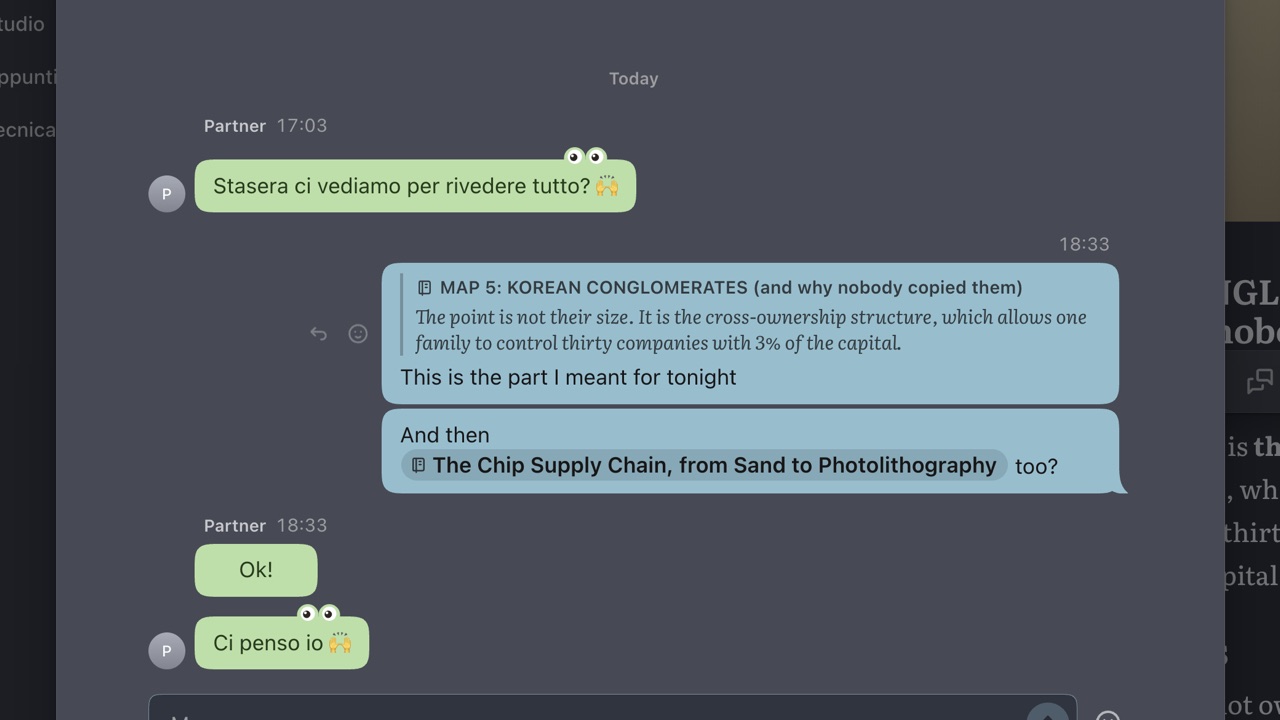 tudio
ppunti
ecnica
Today
Partner 17:03
P
Stasera ci vediamo per rivedere tutto? 🙌
18:33
MAP 5: KOREAN CONGLOMERATES (and why nobody copied them)
The point is not their size. It is the cross-ownership structure, which allows one
family to control thirty companies with 3% of the capital.
This is the part I meant for tonight
And then
The Chip Supply Chain, from Sand to Photolithography too?
Partner 18:33
Ok!
P
Ci penso io 🙌
is th
, wh
thirt
pital